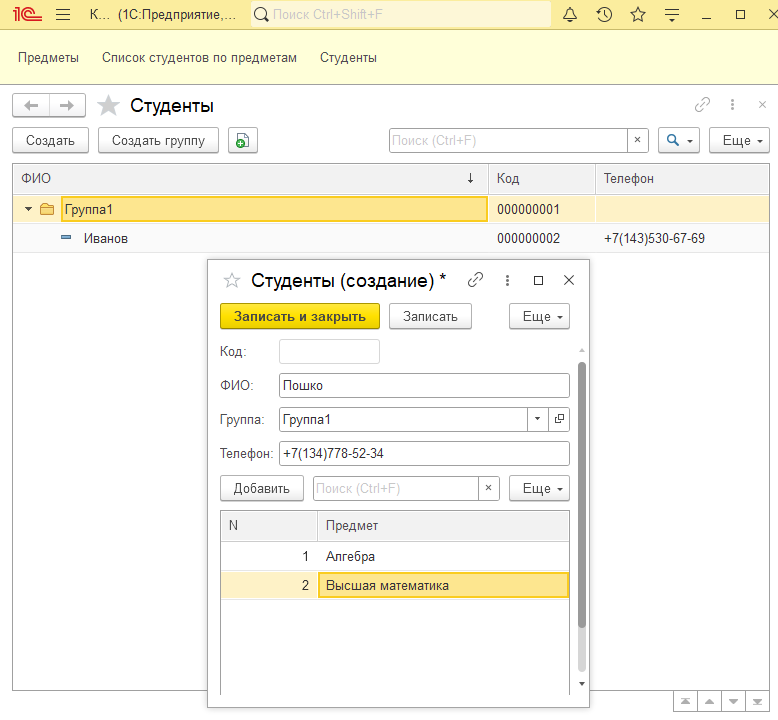 1С К... (1С:Предприятие,... Поиск Ctrl+Shift+F
Предметы Список студентов по предметам Студенты
Студенты
Создать Создать группу Поиск (Ctrl+F) × Еще
ФИО ↓ Код Телефон
Группа1 000000001
Иванов 000000002 +7(143)530-67-69
Студенты (создание) *
Записать и закрыть Записать Еще
Код:
ФИО: Пошко
Группа: Группа1
Телефон: +7(134)778-52-34
Добавить Поиск (Ctrl+F) × Еще
N Предмет
1 Алгебра
2 Высшая математика